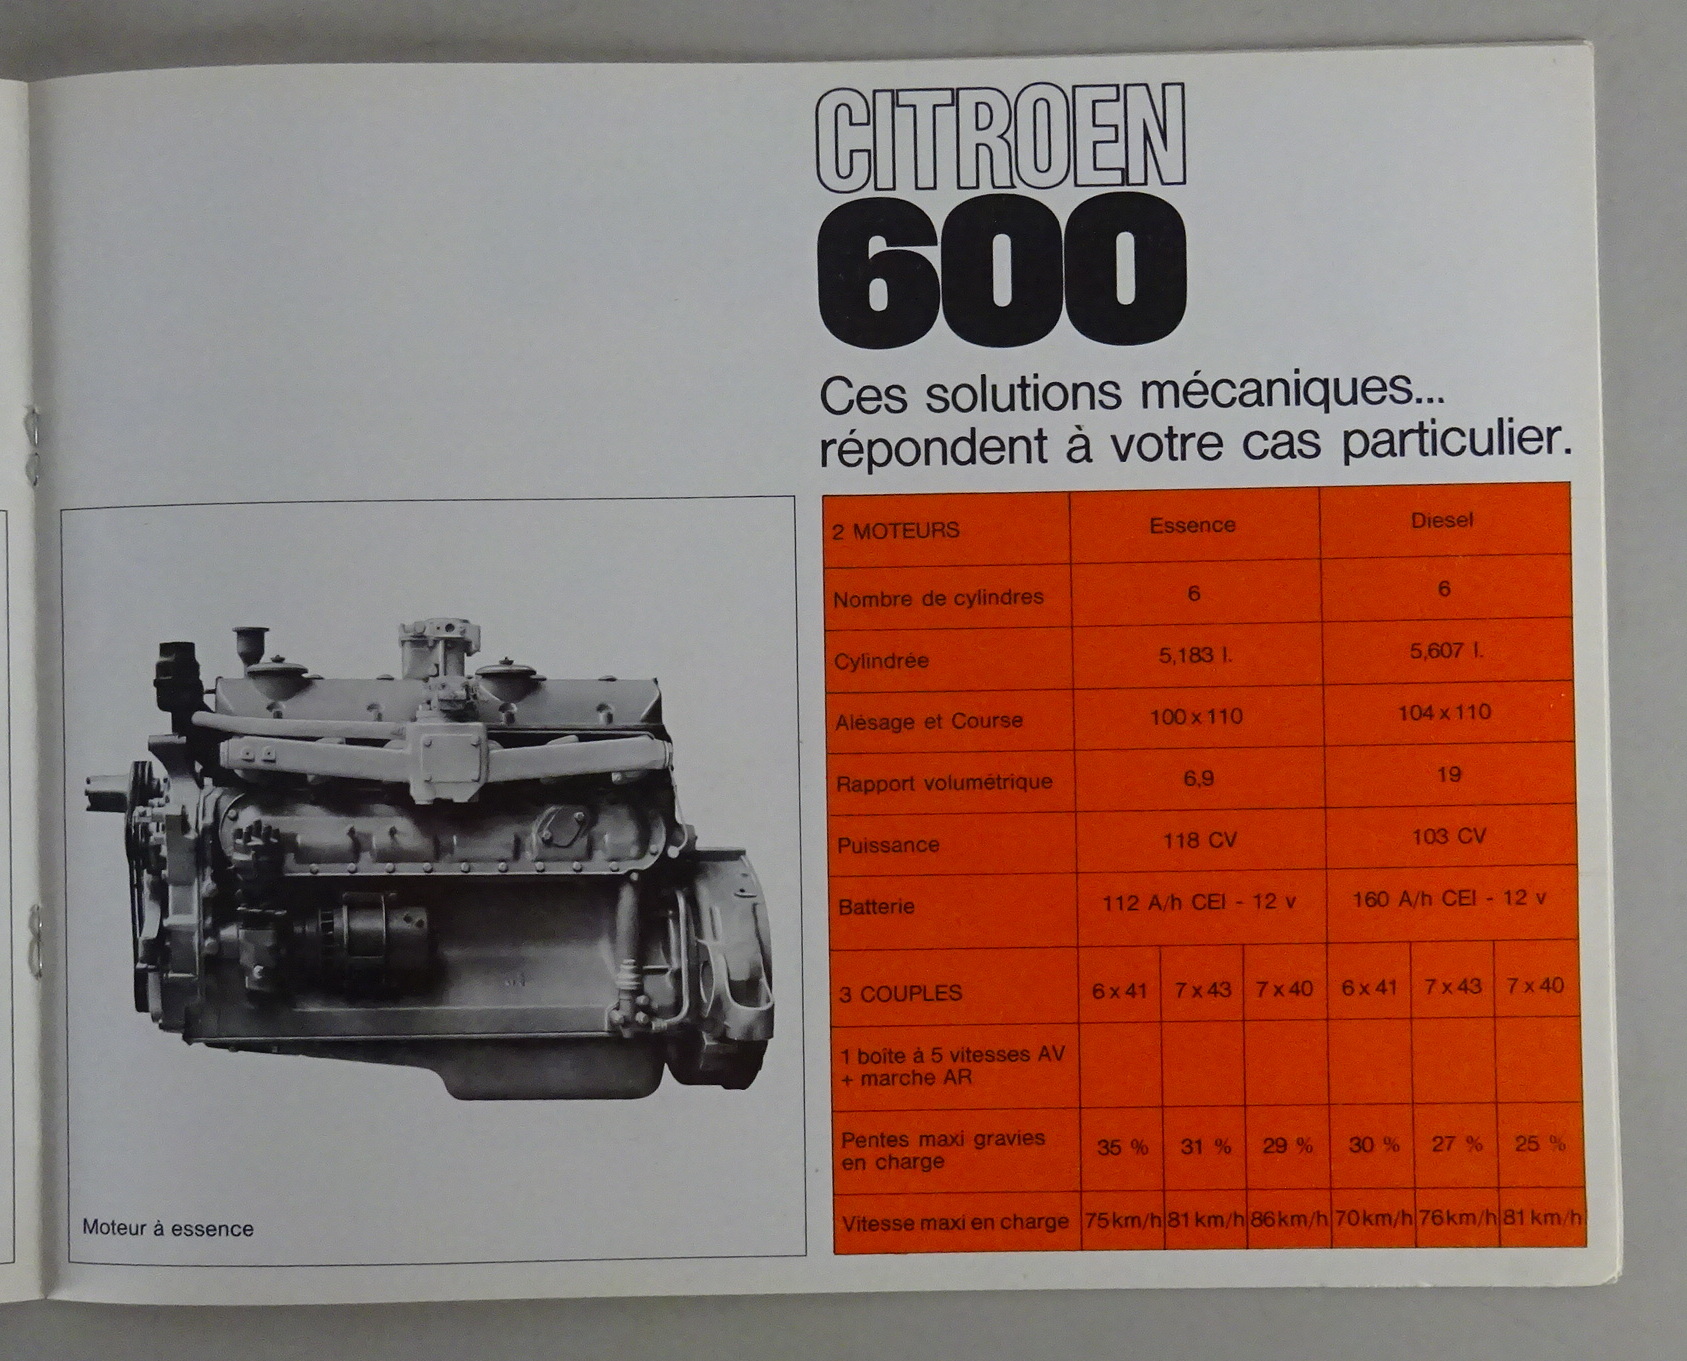 CITROEN
600
Ces solutions mécaniques...
répondent à votre cas particulier.
2 MOTEURS Essence Diesel
Nombre de cylindres 6 6
Cylindrée 5,183 l. 5,607 l.
Alésage et Course 100 x 110 104 x 110
Rapport volumétrique 6,9 19
Puissance 118 CV 103 CV
Batterie 112 A/h CEI - 12 v 160 A/h CEI - 12 v
3 COUPLES 6 x 41 7 x 43 7 x 40 6 x 41 7 x 43 7 x 40
1 boîte à 5 vitesses AV
+ marche AR
Pentes maxi gravies
en charge 35 % 31 % 29 % 30 % 27 % 25 %
Vitesse maxi en charge 75 km/h 81 km/h 86 km/h 70 km/h 76 km/h 81 km/h
Moteur à essence